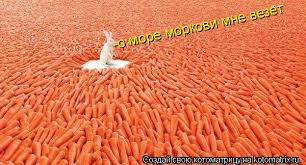 -о море моркови мне везёт
Создай свою котоматрицу на kotomatrix.ru